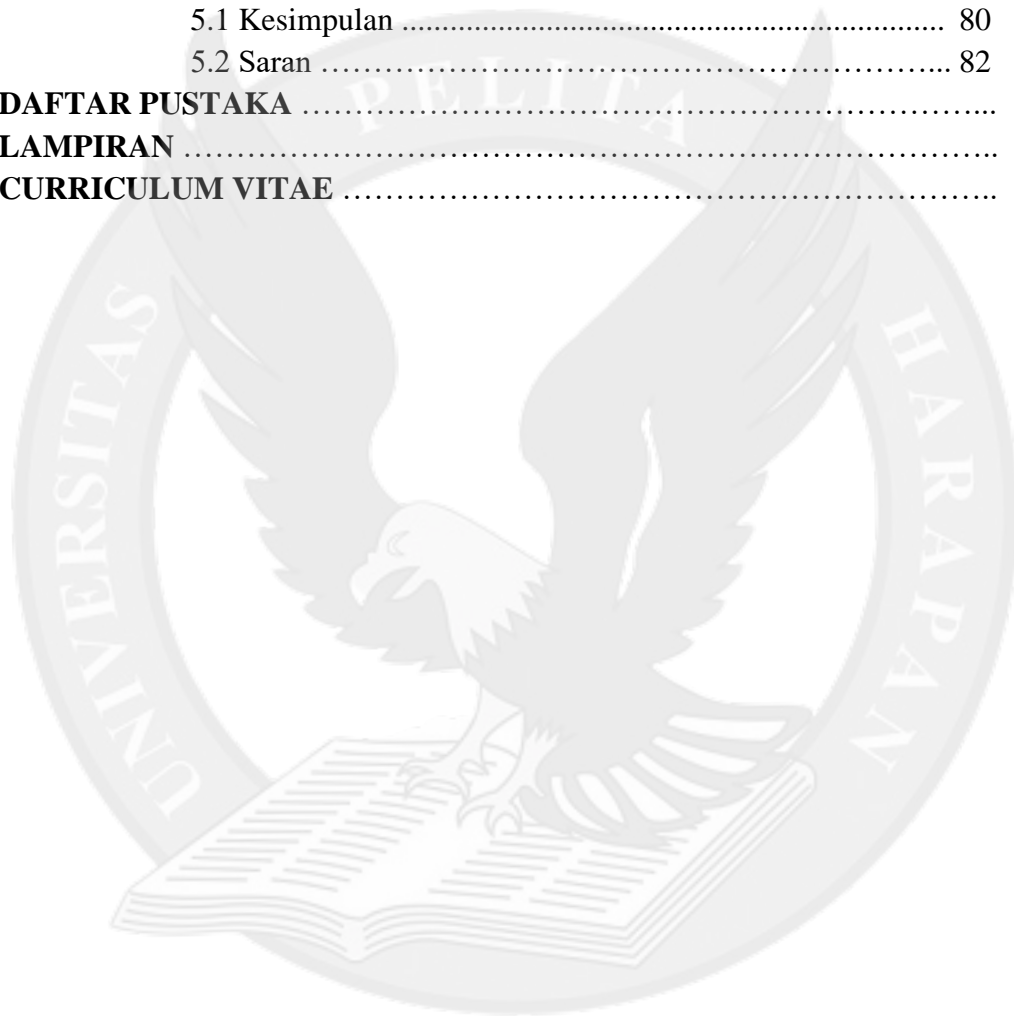 5.1 Kesimpulan ................................................................................. 80
5.2 Saran ………………………………………………………... 82
DAFTAR PUSTAKA ………………………………………………………...
LAMPIRAN …………………………………………………………………..
CURRICULUM VITAE ……………………………………………………..
UNIVERSITAS PELITA HARAPAN